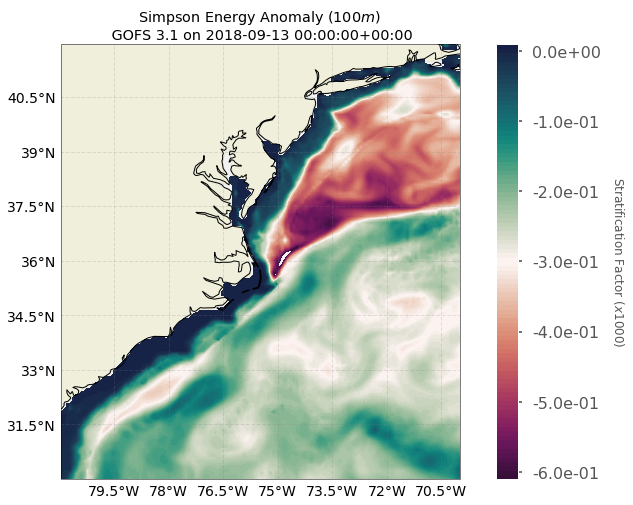 Simpson Energy Anomaly (100m)
GOFS 3.1 on 2018-09-13 00:00:00+00:00
40.5°N
39°N
37.5°N
36°N
34.5°N
33°N
31.5°N
79.5°W 78°W 76.5°W 75°W 73.5°W 72°W 70.5°W
0.0e+00
-1.0e-01
-2.0e-01
-3.0e-01
-4.0e-01
-5.0e-01
-6.0e-01
Stratification Factor (x1000)